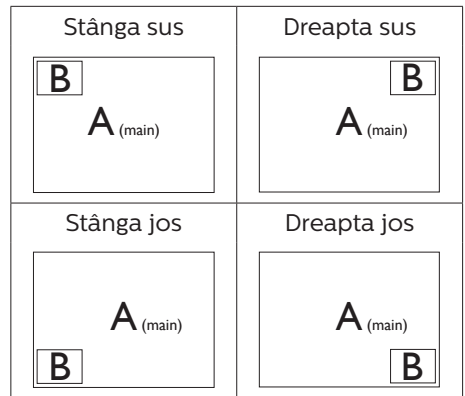 Stânga sus
B
A (main)
Dreapta sus
B
A (main)
Stânga jos
A (main)
B
Dreapta jos
A (main)
B